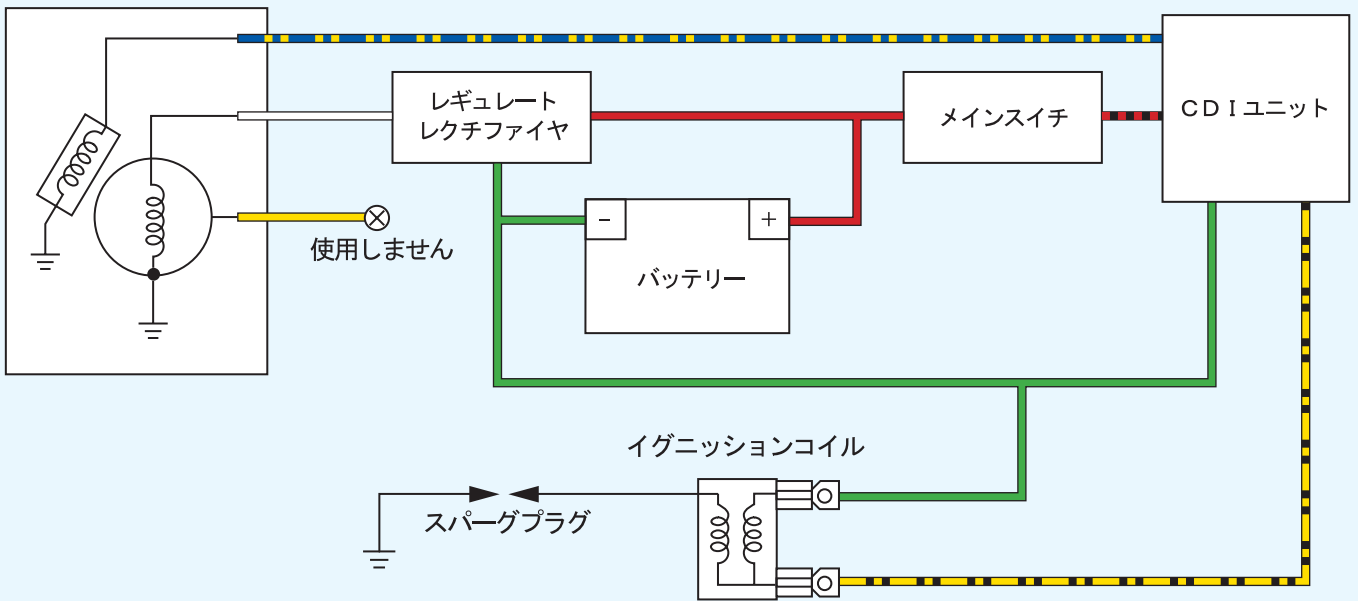 レギュレート
レクチファイヤ
メインスイチ
CDIユニット
使用しません
− +
バッテリー
イグニッションコイル
スパーグプラグ